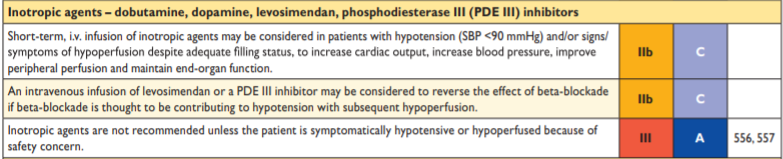 Inotropic agents – dobutamine, dopamine, levosimendan, phosphodiesterase III (PDE III) inhibitors
Short-term, i.v. infusion of inotropic agents may be considered in patients with hypotension (SBP <90 mmHg) and/or signs/
symptoms of hypoperfusion despite adequate filling status, to increase cardiac output, increase blood pressure, improve
peripheral perfusion and maintain end-organ function.
IIb
C
An intravenous infusion of levosimendan or a PDE III inhibitor may be considered to reverse the effect of beta-blockade
if beta-blockade is thought to be contributing to hypotension with subsequent hypoperfusion.
IIb
C
Inotropic agents are not recommended unless the patient is symptomatically hypotensive or hypoperfused because of
safety concern.
III
A
556, 557